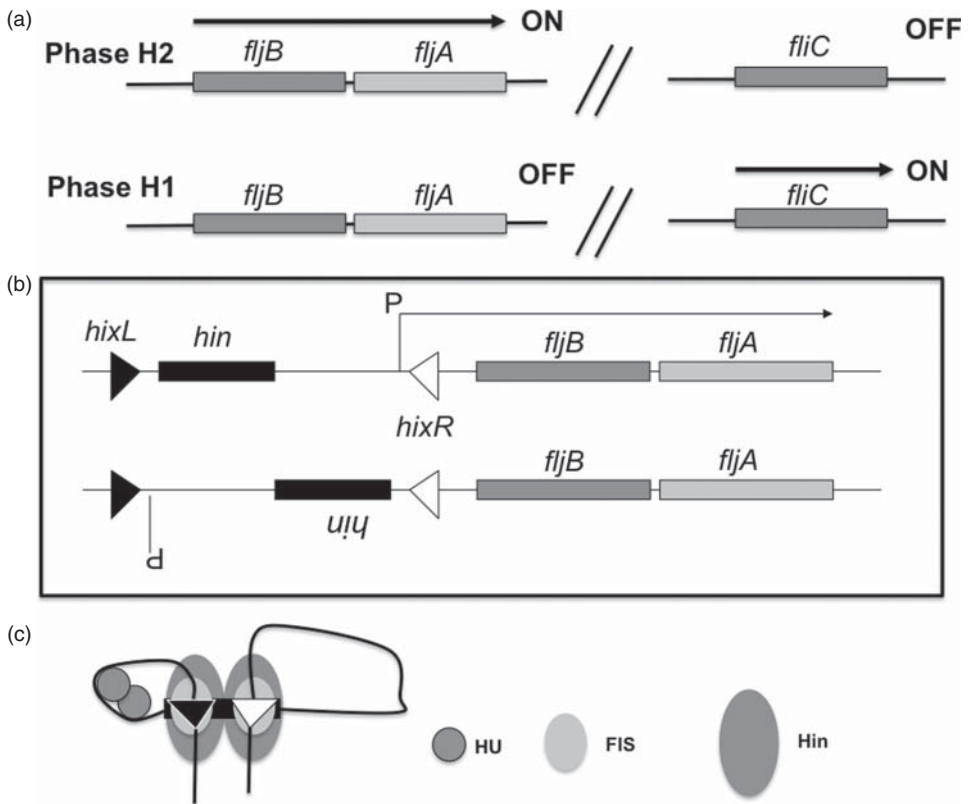 (a)
ON
OFF
Phase H2
fljB
fljA
fliC
Phase H1
fljB
fljA
OFF
fliC
ON
(b)
P
hixL
hin
fljB
fljA
hixR
fljB
fljA
hin
P
(c)
HU
FIS
Hin